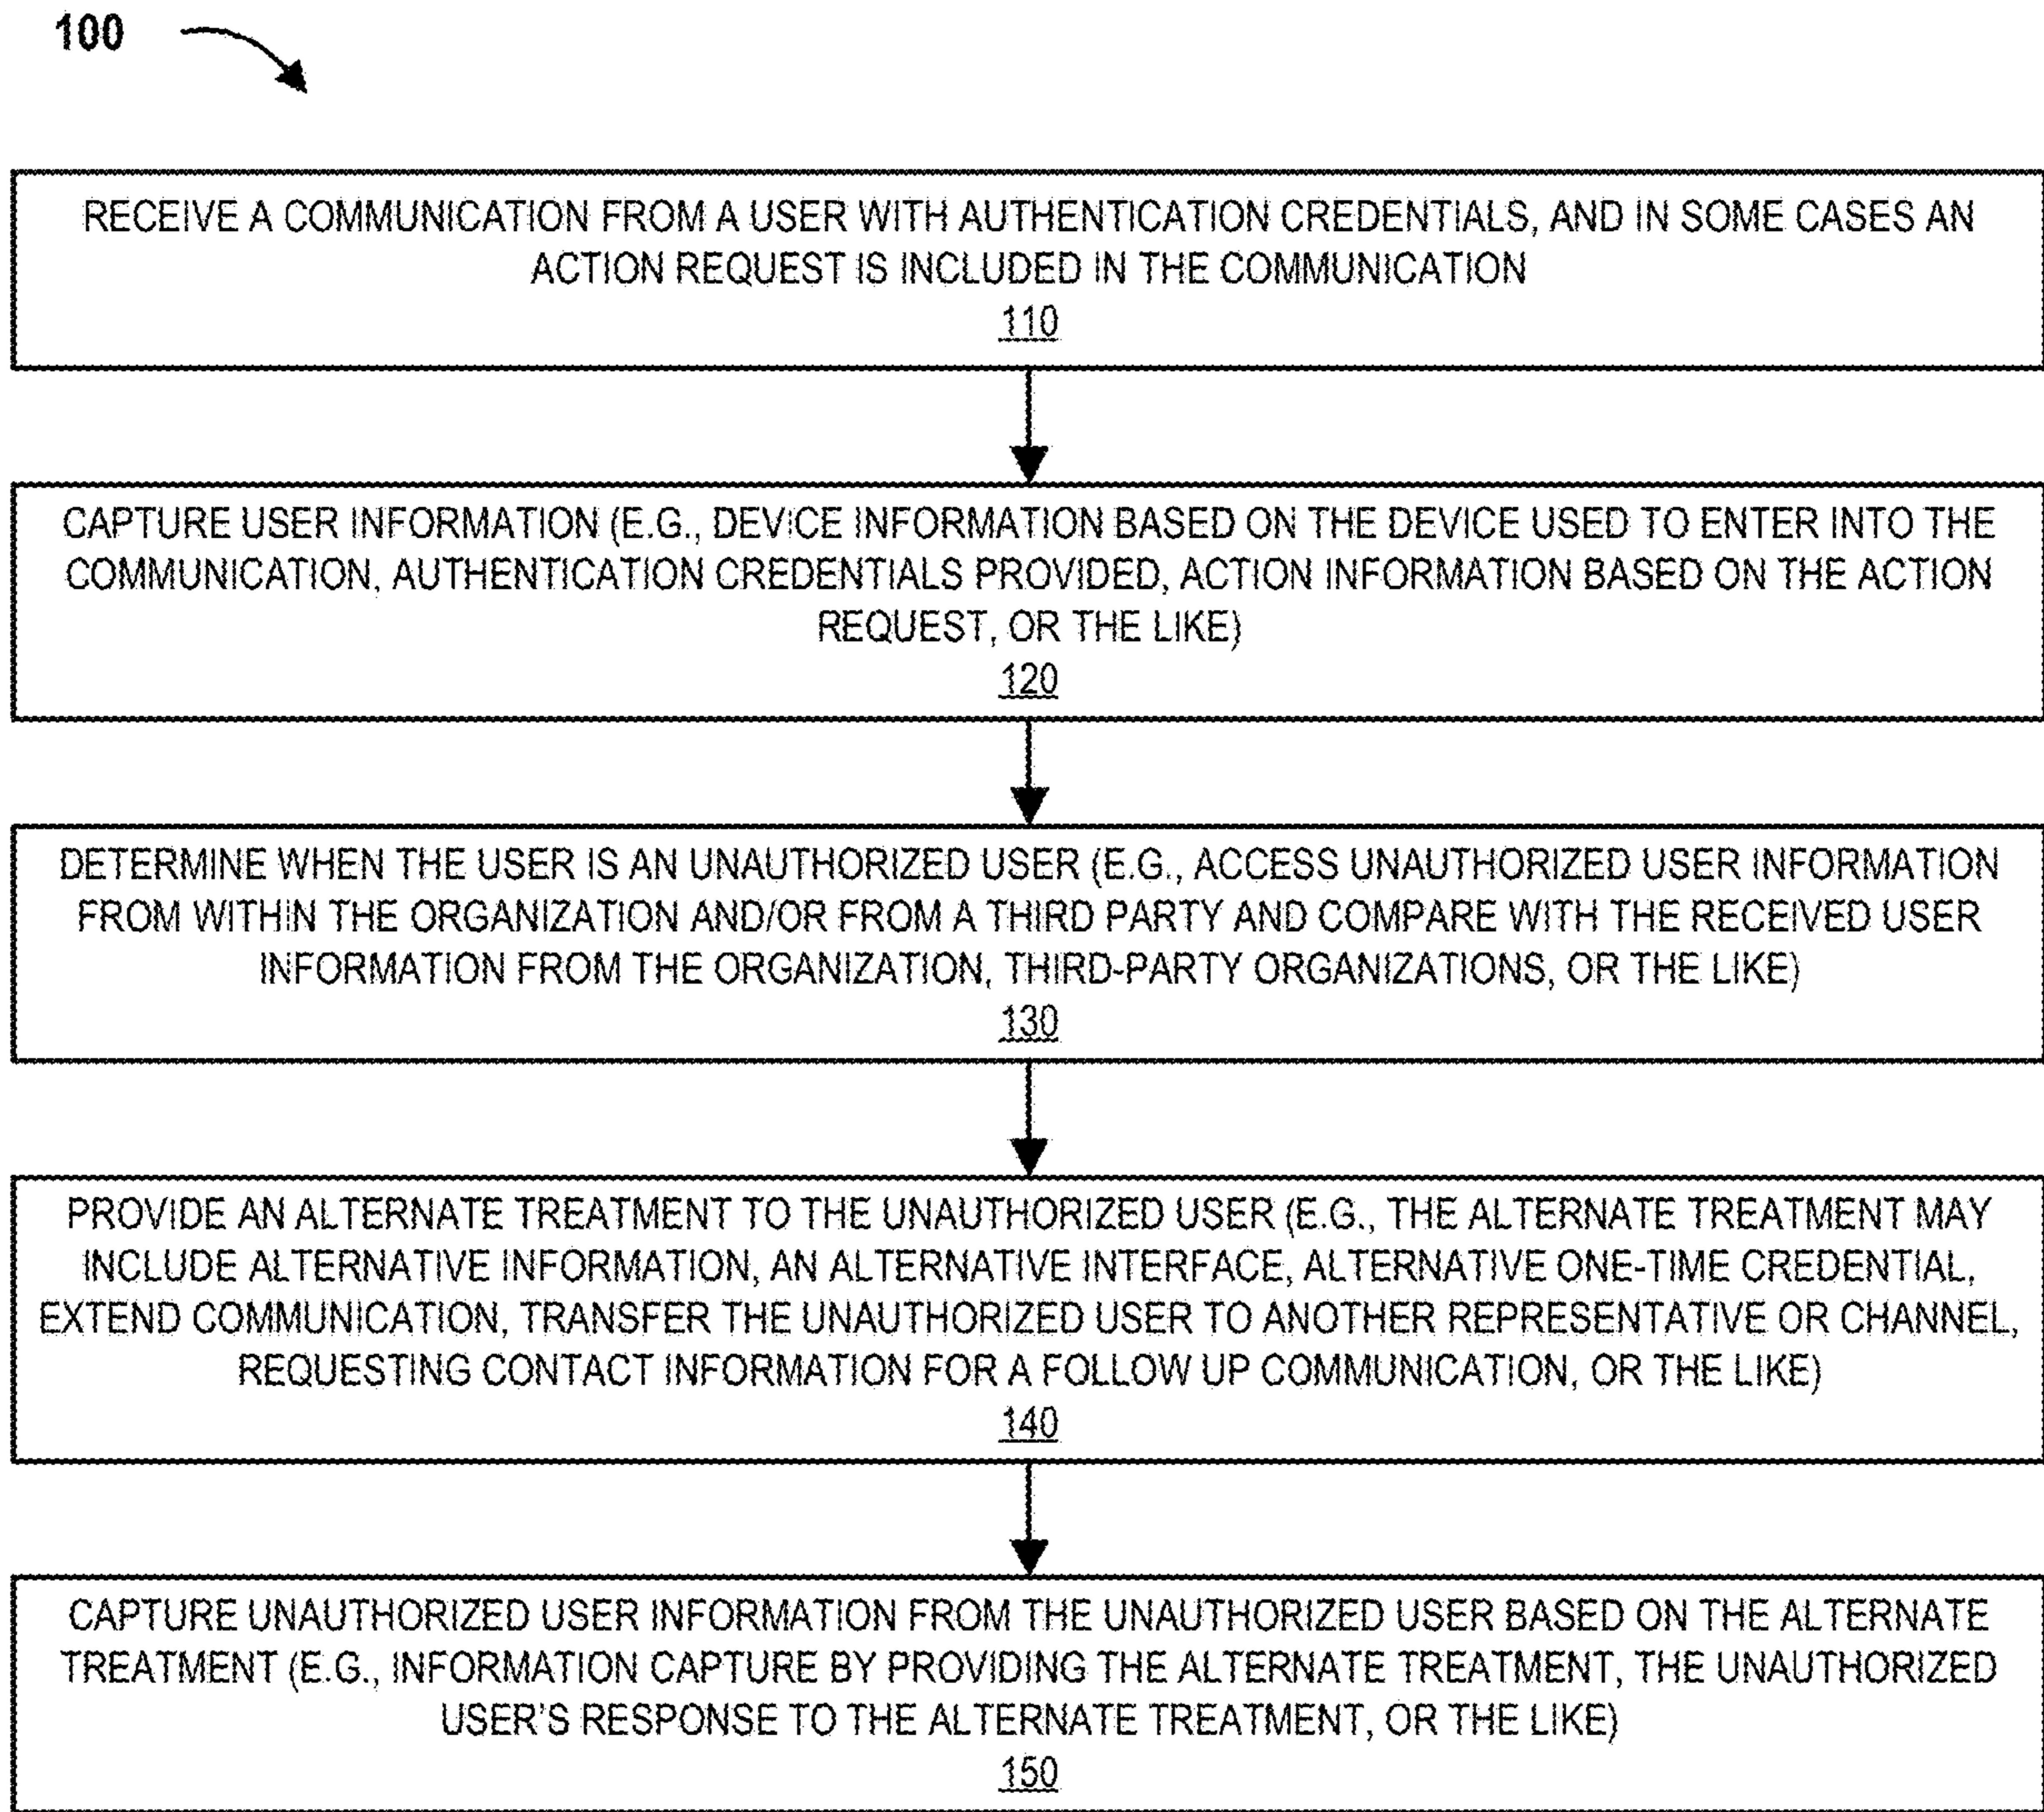 100
RECEIVE A COMMUNICATION FROM A USER WITH AUTHENTICATION CREDENTIALS, AND IN SOME CASES AN
ACTION REQUEST IS INCLUDED IN THE COMMUNICATION
110
CAPTURE USER INFORMATION (E.G., DEVICE INFORMATION BASED ON THE DEVICE USED TO ENTER INTO THE
COMMUNICATION, AUTHENTICATION CREDENTIALS PROVIDED, ACTION INFORMATION BASED ON THE ACTION
REQUEST, OR THE LIKE)
120
DETERMINE WHEN THE USER IS AN UNAUTHORIZED USER (E.G., ACCESS UNAUTHORIZED USER INFORMATION
FROM WITHIN THE ORGANIZATION AND/OR FROM A THIRD PARTY AND COMPARE WITH THE RECEIVED USER
INFORMATION FROM THE ORGANIZATION, THIRD-PARTY ORGANIZATIONS, OR THE LIKE)
130
PROVIDE AN ALTERNATE TREATMENT TO THE UNAUTHORIZED USER (E.G., THE ALTERNATE TREATMENT MAY
INCLUDE ALTERNATIVE INFORMATION, AN ALTERNATIVE INTERFACE, ALTERNATIVE ONE-TIME CREDENTIAL,
EXTEND COMMUNICATION, TRANSFER THE UNAUTHORIZED USER TO ANOTHER REPRESENTATIVE OR CHANNEL,
REQUESTING CONTACT INFORMATION FOR A FOLLOW UP COMMUNICATION, OR THE LIKE)
140
CAPTURE UNAUTHORIZED USER INFORMATION FROM THE UNAUTHORIZED USER BASED ON THE ALTERNATE
TREATMENT (E.G., INFORMATION CAPTURE BY PROVIDING THE ALTERNATE TREATMENT, THE UNAUTHORIZED
USER'S RESPONSE TO THE ALTERNATE TREATMENT, OR THE LIKE)
150